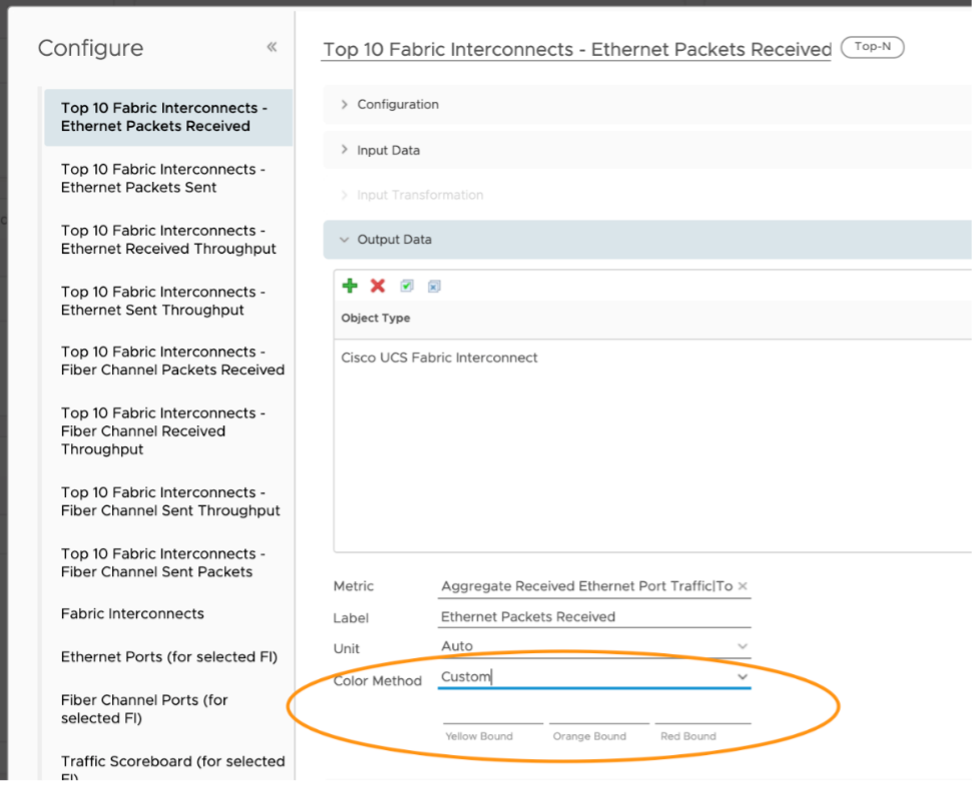 Configure
«
Top 10 Fabric Interconnects -
Ethernet Packets Received
Top 10 Fabric Interconnects -
Ethernet Packets Sent
Top 10 Fabric Interconnects -
Ethernet Received Throughput
Top 10 Fabric Interconnects -
Ethernet Sent Throughput
Top 10 Fabric Interconnects -
Fiber Channel Packets Received
Top 10 Fabric Interconnects -
Fiber Channel Received
Throughput
Top 10 Fabric Interconnects -
Fiber Channel Sent Throughput
Top 10 Fabric Interconnects -
Fiber Channel Sent Packets
Fabric Interconnects
Ethernet Ports (for selected FI)
Fiber Channel Ports (for
selected FI)
Traffic Scoreboard (for selected
FI)
Top 10 Fabric Interconnects - Ethernet Packets Received Top-N
Configuration
Input Data
Input Transformation
Output Data
Object Type
Cisco UCS Fabric Interconnect
Metric Aggregate Received Ethernet Port Traffic|To ×
Label Ethernet Packets Received
Unit Auto
Color Method Custom
Yellow Bound Orange Bound Red Bound